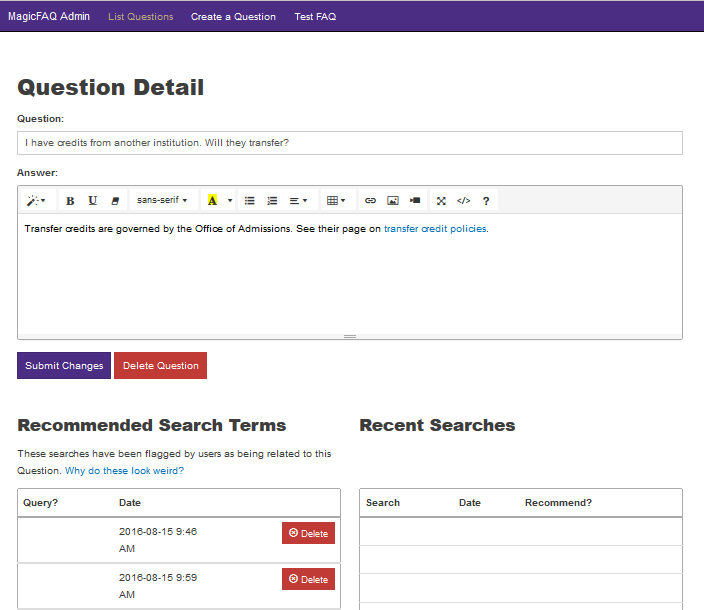 MagicFAQ Admin List Questions Create a Question Test FAQ
Question Detail
Question:
I have credits from another institution. Will they transfer?
Answer:
B U sans-serif A </> ?
Transfer credits are governed by the Office of Admissions. See their page on transfer credit policies.
Submit Changes Delete Question
Recommended Search Terms
These searches have been flagged by users as being related to this
Question. Why do these look weird?
Query? Date
2016-08-15 9:46
AM
Delete
2016-08-15 9:59
AM
Delete
Recent Searches
Search Date Recommend?